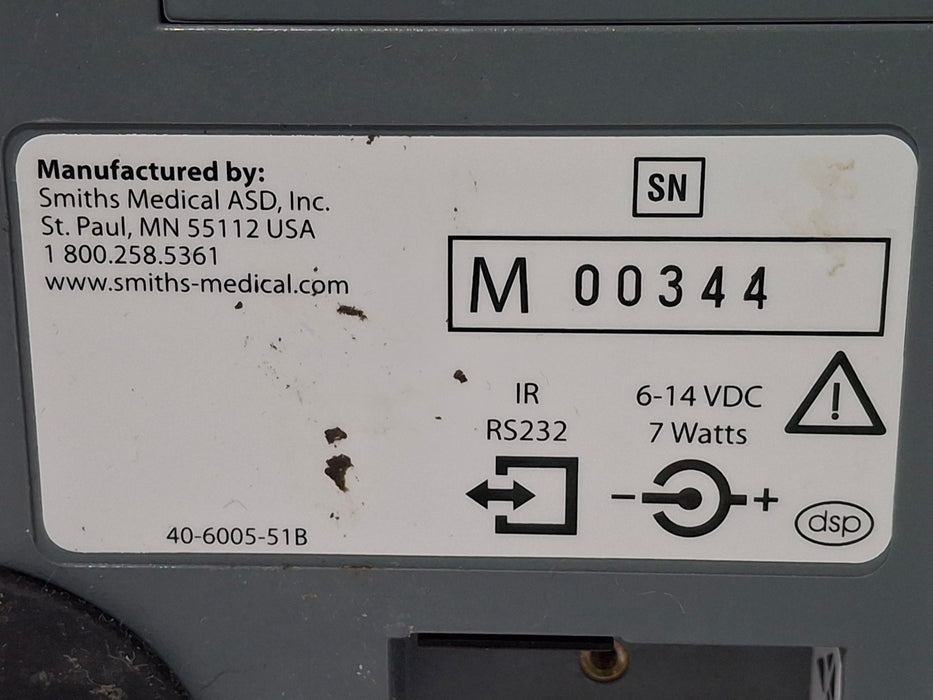 Manufactured by:
Smiths Medical ASD, Inc.
St. Paul, MN 55112 USA
1 800.258.5361
www.smiths-medical.com
SN
M 00344
IR
RS232
6-14 VDC
7 Watts
- +
dsp
40-6005-51B